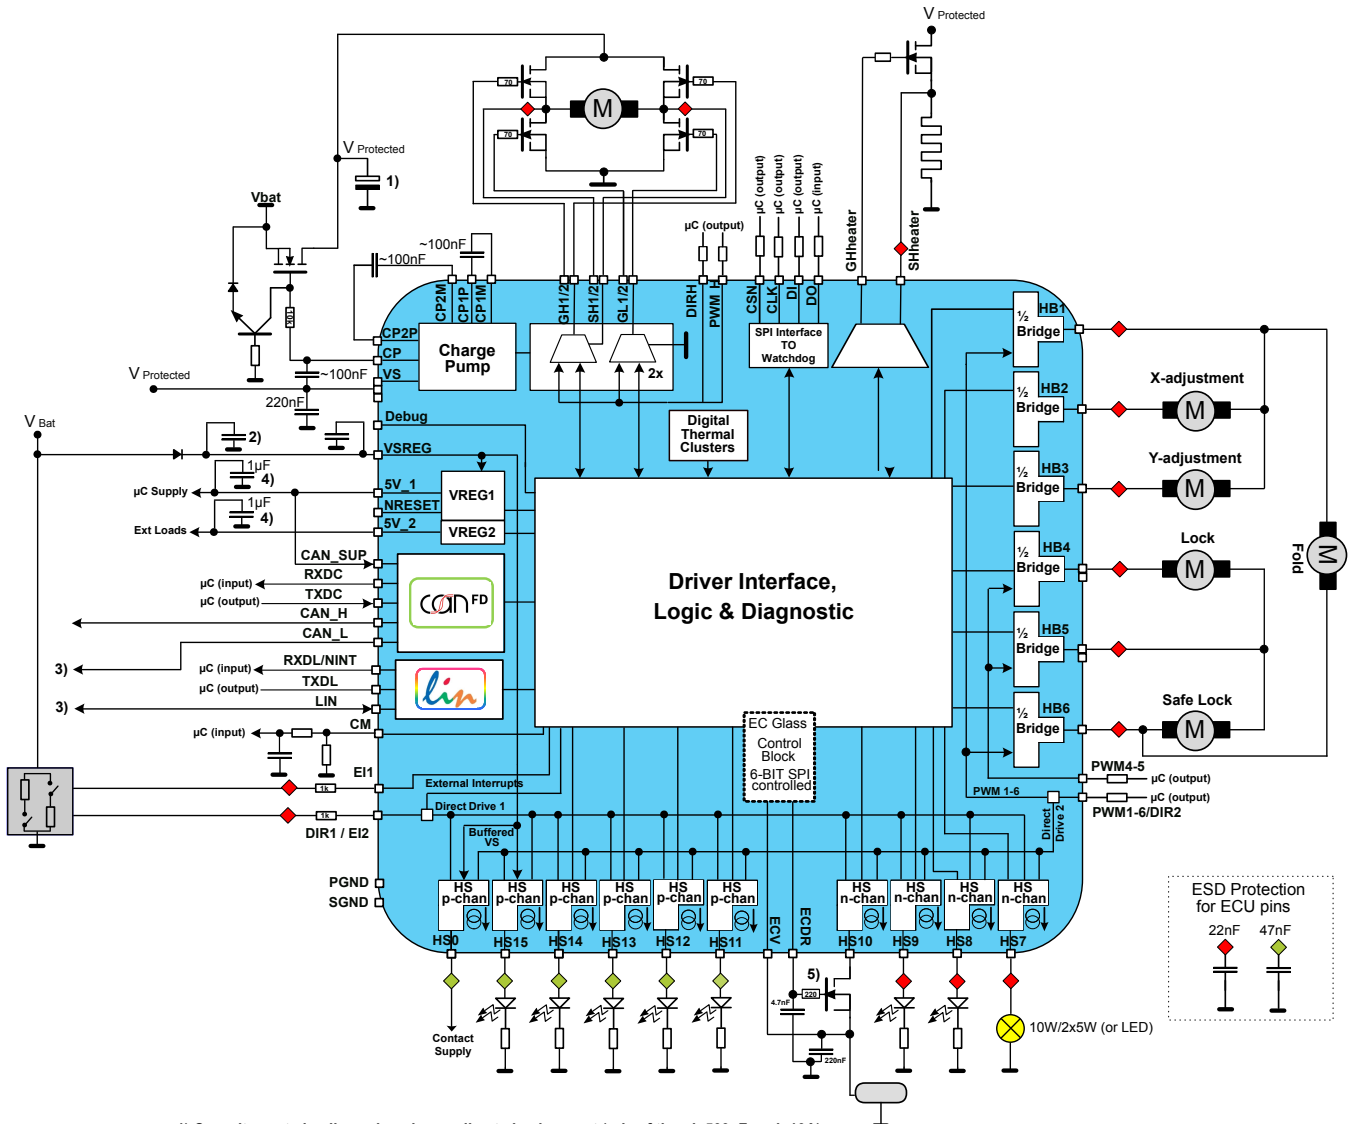 V Protected
70
70
M
70
70
V Protected
1)
Vbat
~100nF
~100nF
10k
µC (output)
µC (output)
µC (output)
µC (output)
µC (input)
GHheater
SHheater
CP2M
CP1P
CP1M
GH1/2
SH1/2
GL1/2
DIRH
PWM H
CSN
CLK
DI
DO
CP2P
CP
VS
~100nF
220nF
V Protected
Charge
Pump
2x
SPI Interface
TO
Watchdog
Digital
Thermal
Clusters
½
Bridge
HB1
½
Bridge
HB2
½
Bridge
HB3
½
Bridge
HB4
½
Bridge
HB5
½
Bridge
HB6
X-adjustment
M
Y-adjustment
M
Lock
M
Safe Lock
M
Fold
M
V Bat
2)
Debug
VSREG
1µF
4)
µC Supply
5V_1
NRESET
VREG1
1µF
4)
Ext Loads
5V_2
VREG2
CAN_SUP
µC (input)
RXDC
µC (output)
TXDC
CAN_H
CAN_L
CAN FD
3)
µC (input)
RXDL/NINT
µC (output)
TXDL
3)
LIN
lin
µC (input)
CM
Driver Interface,
Logic & Diagnostic
EC Glass
Control
Block
6-BIT SPI
controlled
EI1
1k
External Interrupts
1k
DIR1 / EI2
Direct Drive 1
Buffered
VS
PWM 1-6
Direct
Drive 2
PWM4-5
µC (output)
µC (output)
PWM1-6/DIR2
PGND
SGND
HS
p-chan
HS
p-chan
HS
p-chan
HS
p-chan
HS
p-chan
HS
p-chan
HS
n-chan
HS
n-chan
HS
n-chan
HS
n-chan
HS0
HS15
HS14
HS13
HS12
HS11
ECV
ECDR
HS10
HS9
HS8
HS7
Contact
Supply
5)
220
4.7nF
220nF
10W/2x5W (or LED)
ESD Protection
for ECU pins
22nF
47nF